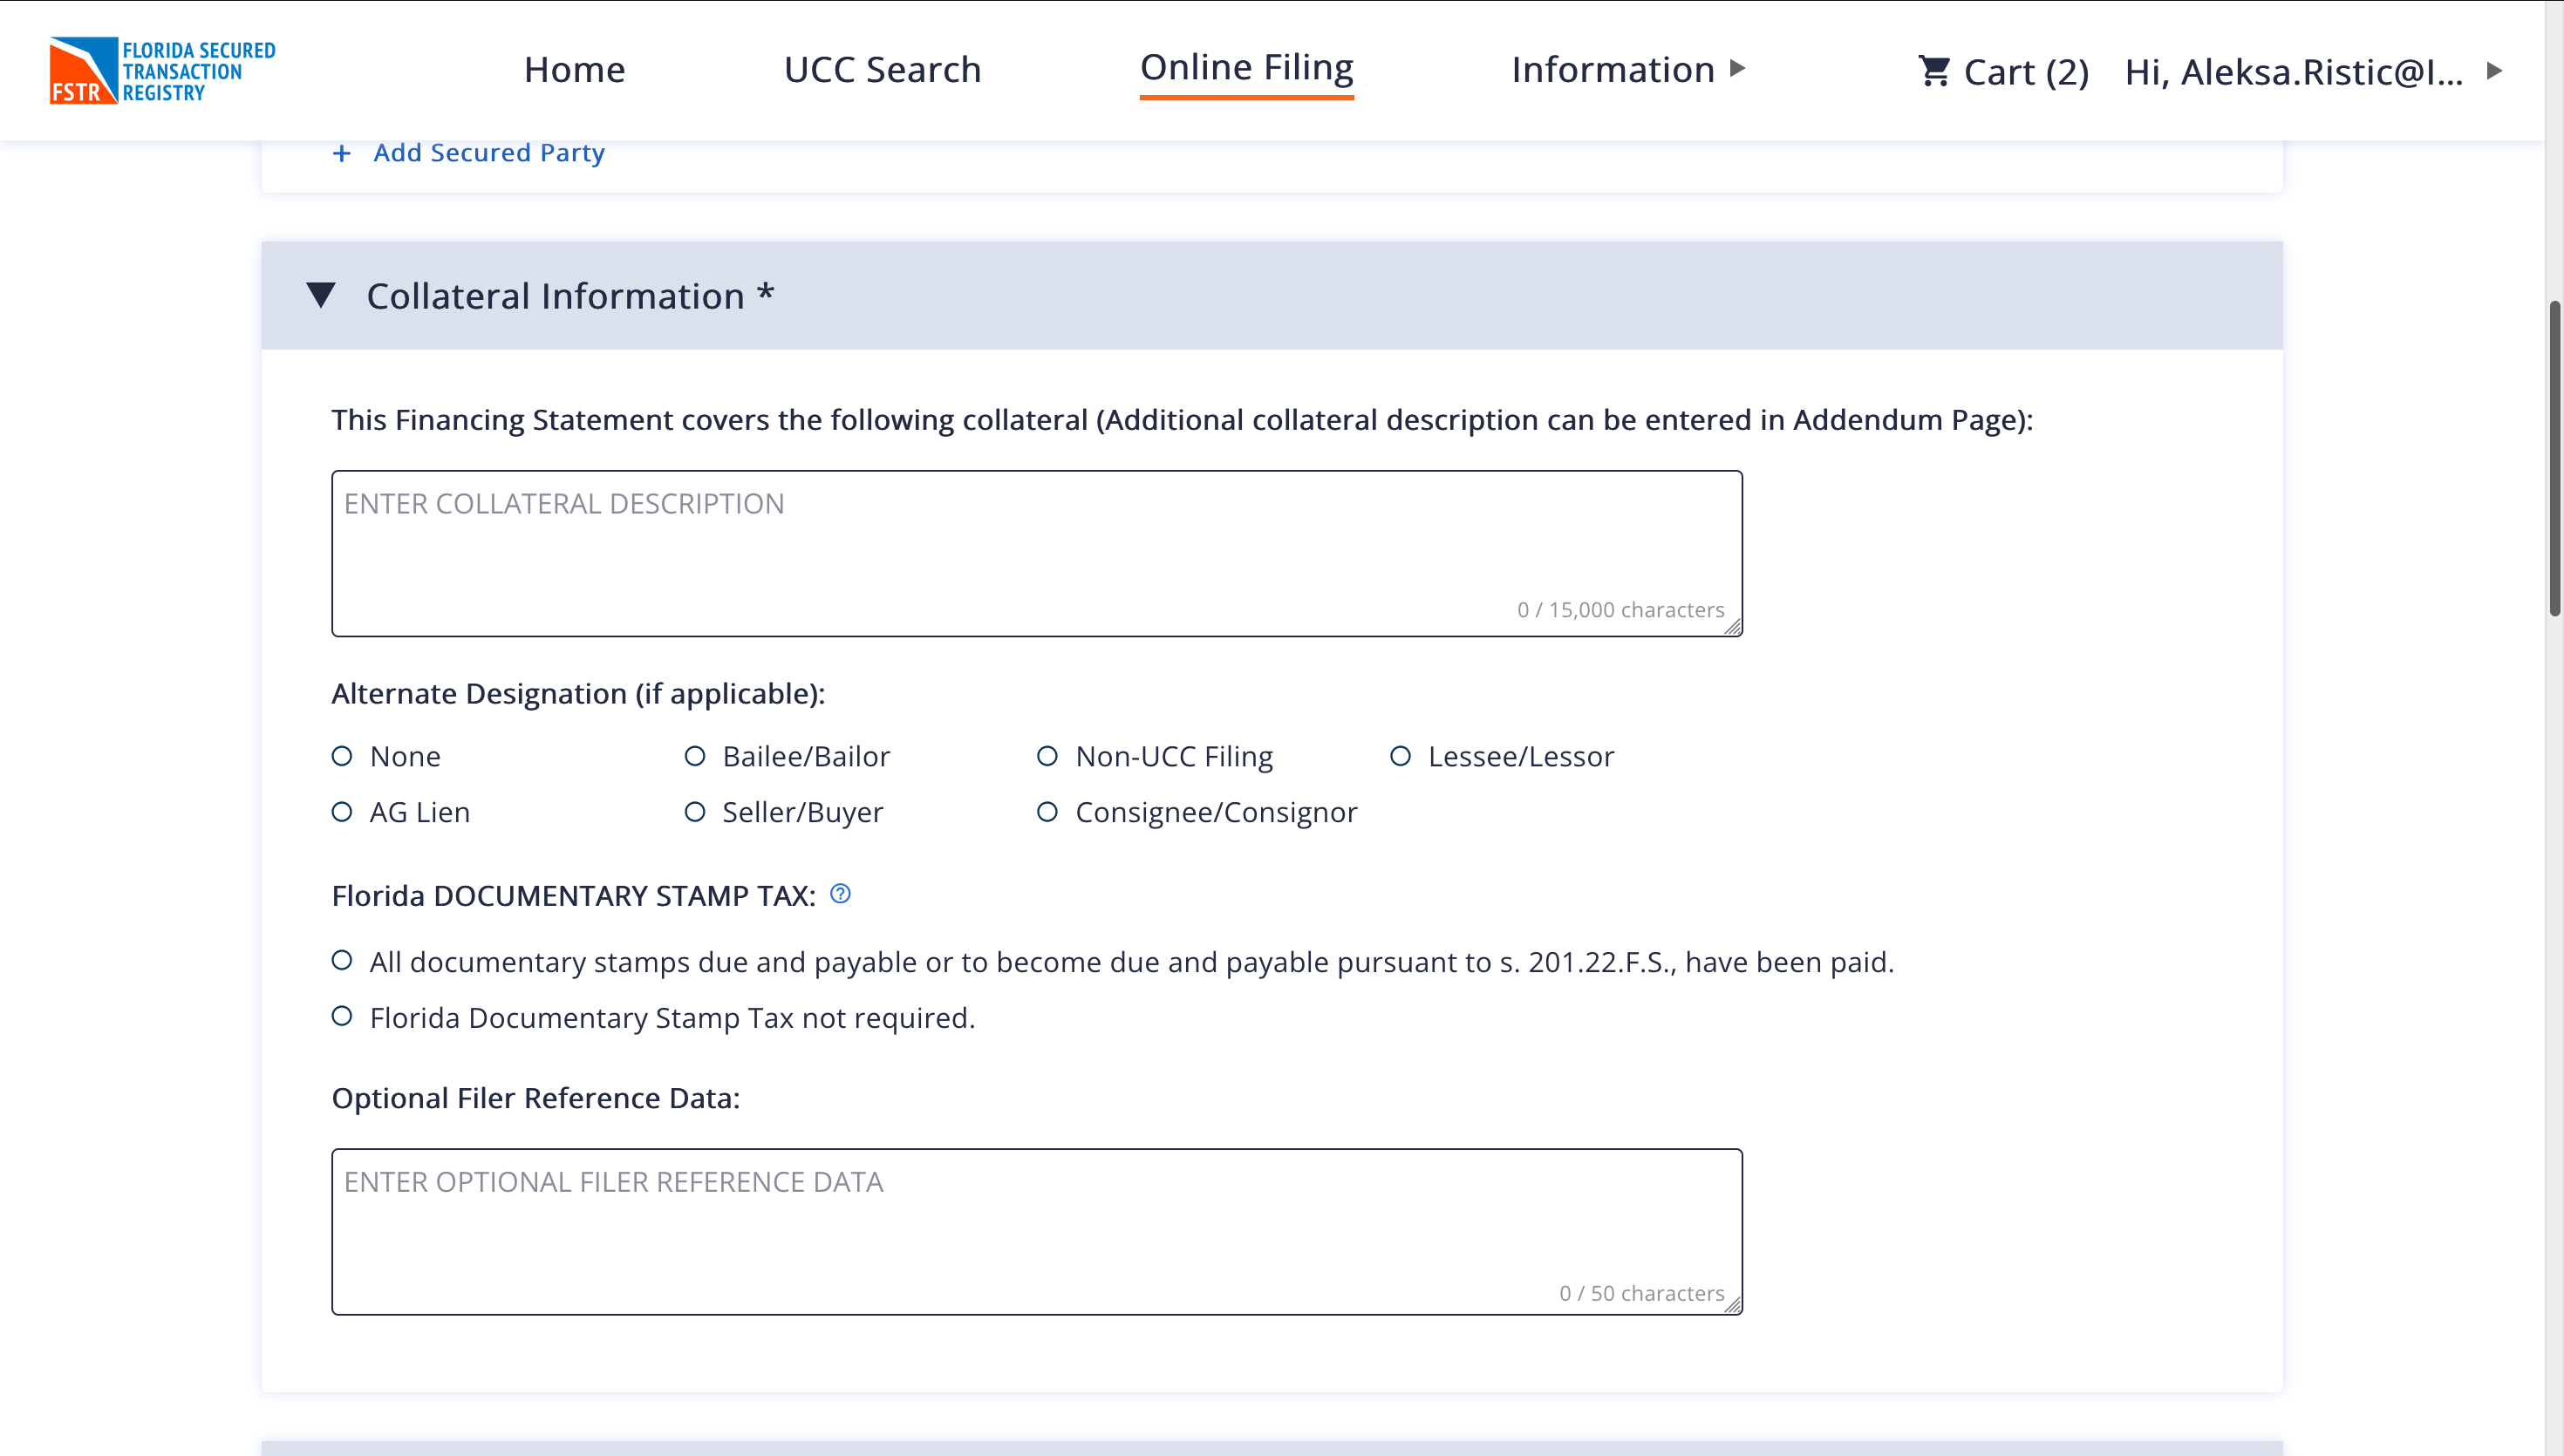 FSTR
FLORIDA SECURED
TRANSACTION
REGISTRY
Home
UCC Search
Online Filing
Information
Cart (2)
Hi, Aleksa.Ristic@I...
+ Add Secured Party
Collateral Information *
This Financing Statement covers the following collateral (Additional collateral description can be entered in Addendum Page):
ENTER COLLATERAL DESCRIPTION
0 / 15,000 characters
Alternate Designation (if applicable):
None
Bailee/Bailor
Non-UCC Filing
Lessee/Lessor
AG Lien
Seller/Buyer
Consignee/Consignor
Florida DOCUMENTARY STAMP TAX: ?
All documentary stamps due and payable or to become due and payable pursuant to s. 201.22.F.S., have been paid.
Florida Documentary Stamp Tax not required.
Optional Filer Reference Data:
ENTER OPTIONAL FILER REFERENCE DATA
0 / 50 characters